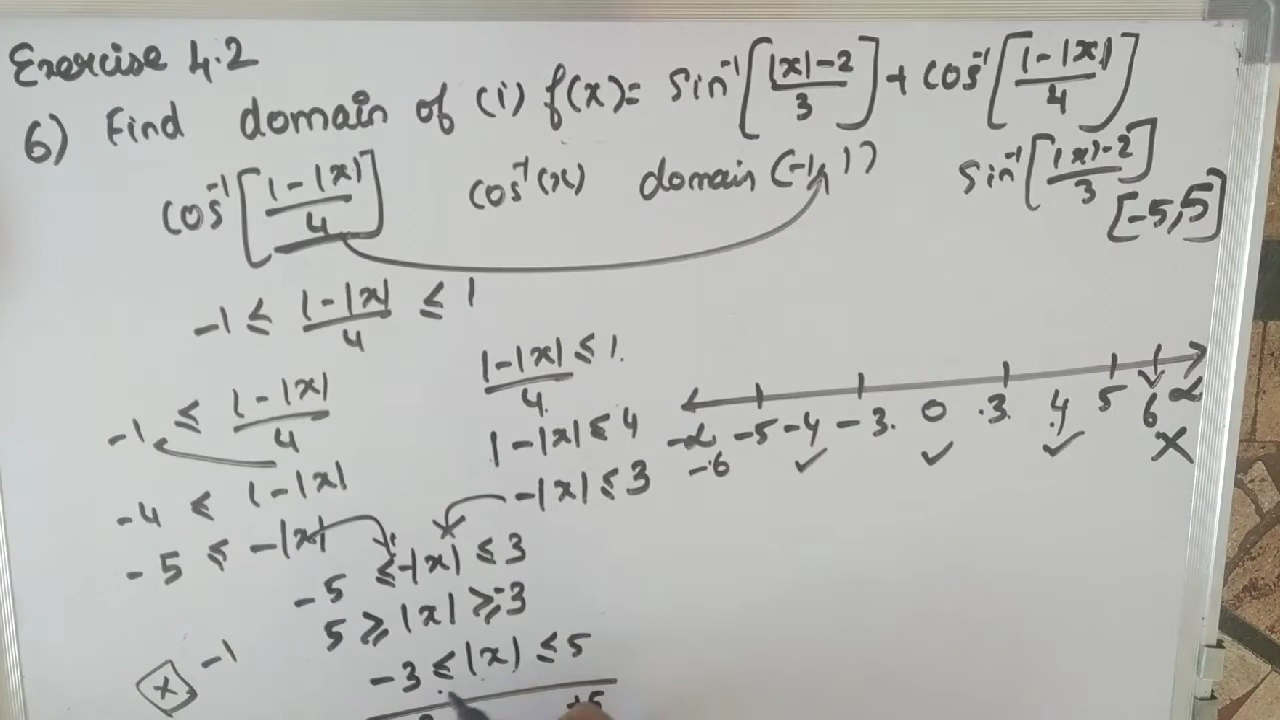 Exercise 4.2
6) Find domain of (i) f(x) = sin⁻¹[(|x|-2)/3] + cos⁻¹[(1-|x|)/4]
cos⁻¹[(1-|x|)/4] cos⁻¹(x) domain (-1, 1) sin⁻¹[(|x|-2)/3]
[-5,5]
-1 ≤ (1-|x|)/4 ≤ 1
-1 ≤ (1-|x|)/4
-4 ≤ 1-|x|
-5 ≤ -|x|
(1-|x|)/4 ≤ 1.
1-|x| ≤ 4
-|x| ≤ 3
-5 ≤ -|x| ≤ 3
5 ≥ |x| ≥ -3
-3 ≤ |x| ≤ 5
x -1
-∞ -5 -4 -3. 0 .3. 4 5 6 ∞
-6 ✓ ✓ ✓ X